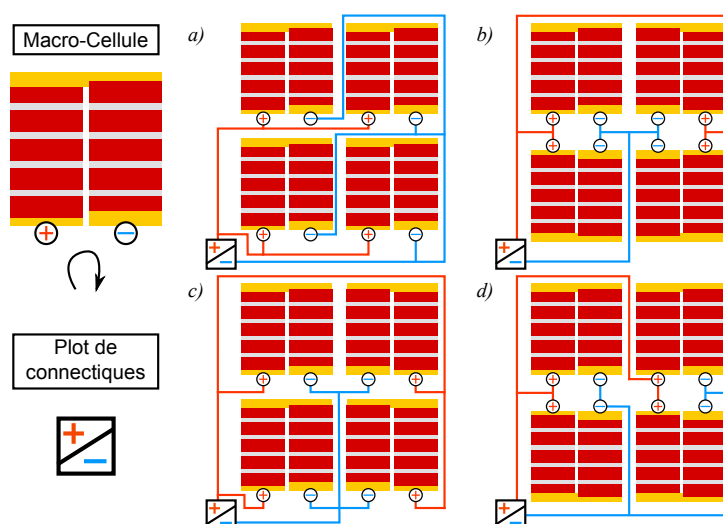 Macro-Cellule
Plot de
connectiques
a)
b)
c)
d)